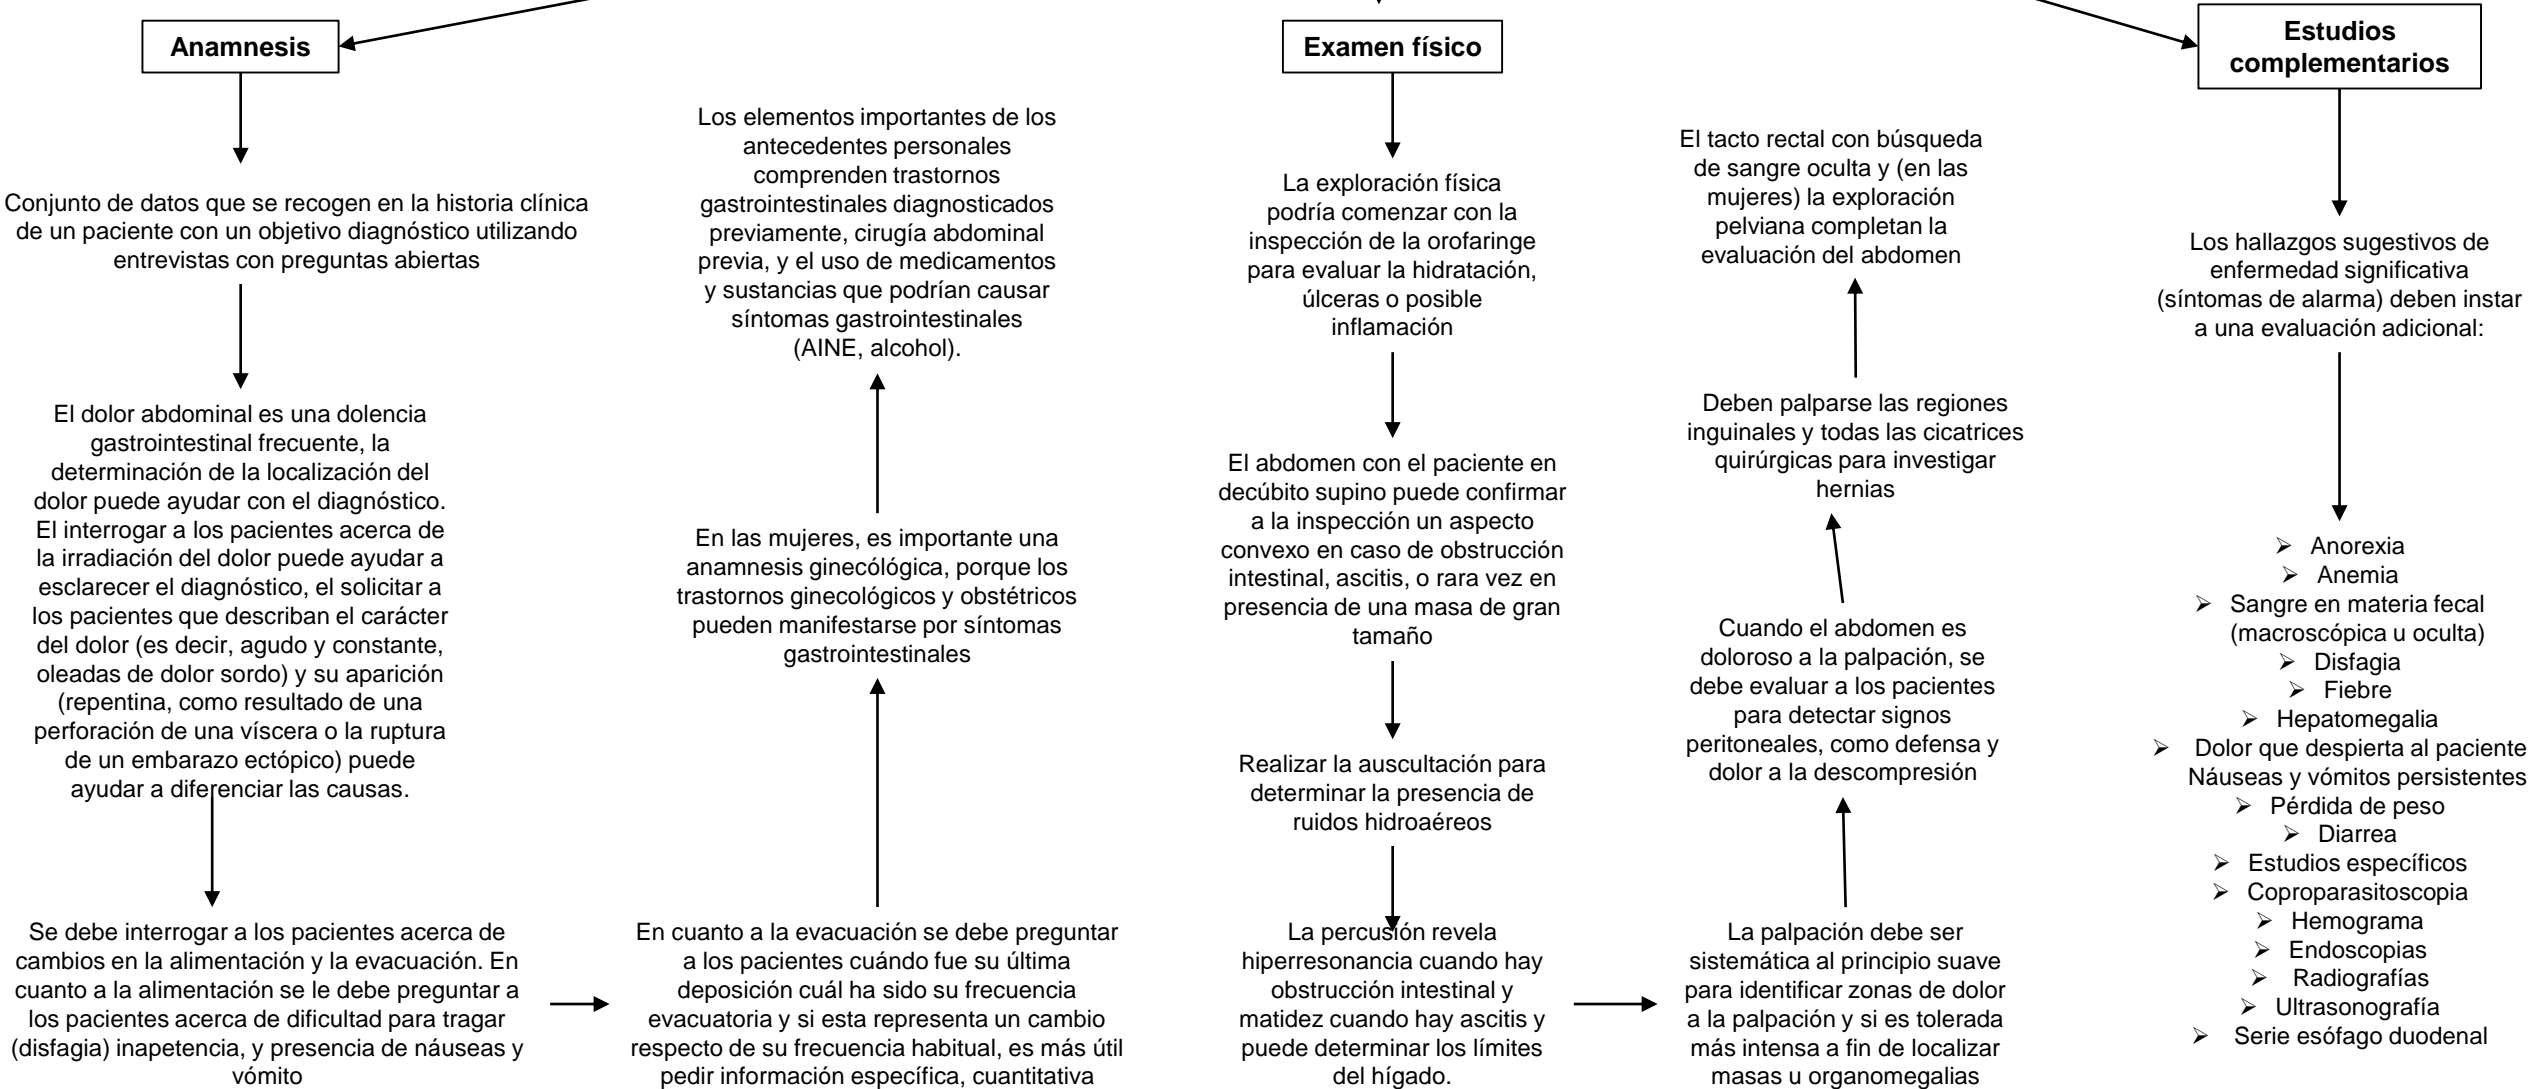 Anamnesis
Conjunto de datos que se recogen en la historia clínica
de un paciente con un objetivo diagnóstico utilizando
entrevistas con preguntas abiertas
El dolor abdominal es una dolencia
gastrointestinal frecuente, la
determinación de la localización del
dolor puede ayudar con el diagnóstico.
El interrogar a los pacientes acerca de
la irradiación del dolor puede ayudar a
esclarecer el diagnóstico, el solicitar a
los pacientes que describan el carácter
del dolor (es decir, agudo y constante,
oleadas de dolor sordo) y su aparición
(repentina, como resultado de una
perforación de una víscera o la ruptura
de un embarazo ectópico) puede
ayudar a diferenciar las causas.
Se debe interrogar a los pacientes acerca de
cambios en la alimentación y la evacuación. En
cuanto a la alimentación se le debe preguntar a
los pacientes acerca de dificultad para tragar
(disfagia) inapetencia, y presencia de náuseas y
vómito
En cuanto a la evacuación se debe preguntar
a los pacientes cuándo fue su última
deposición cuál ha sido su frecuencia
evacuatoria y si esta representa un cambio
respecto de su frecuencia habitual, es más útil
pedir información específica, cuantitativa
En las mujeres, es importante una
anamnesis ginecólógica, porque los
trastornos ginecológicos y obstétricos
pueden manifestarse por síntomas
gastrointestinales
Los elementos importantes de los
antecedentes personales
comprenden trastornos
gastrointestinales diagnosticados
previamente, cirugía abdominal
previa, y el uso de medicamentos
y sustancias que podrían causar
síntomas gastrointestinales
(AINE, alcohol).
Examen físico
La exploración física
podría comenzar con la
inspección de la orofaringe
para evaluar la hidratación,
úlceras o posible
inflamación
El abdomen con el paciente en
decúbito supino puede confirmar
a la inspección un aspecto
convexo en caso de obstrucción
intestinal, ascitis, o rara vez en
presencia de una masa de gran
tamaño
Realizar la auscultación para
determinar la presencia de
ruidos hidroaéreos
La percusión revela
hiperresonancia cuando hay
obstrucción intestinal y
matidez cuando hay ascitis y
puede determinar los límites
del hígado.
La palpación debe ser
sistemática al principio suave
para identificar zonas de dolor
a la palpación y si es tolerada
más intensa a fin de localizar
masas u organomegalias
Cuando el abdomen es
doloroso a la palpación, se
debe evaluar a los pacientes
para detectar signos
peritoneales, como defensa y
dolor a la descompresión
Deben palparse las regiones
inguinales y todas las cicatrices
quirúrgicas para investigar
hernias
El tacto rectal con búsqueda
de sangre oculta y (en las
mujeres) la exploración
pelviana completan la
evaluación del abdomen
Estudios
complementarios
Los hallazgos sugestivos de
enfermedad significativa
(síntomas de alarma) deben instar
a una evaluación adicional:
➢ Anorexia
➢ Anemia
➢ Sangre en materia fecal
(macroscópica u oculta)
➢ Disfagia
➢ Fiebre
➢ Hepatomegalia
➢ Dolor que despierta al paciente
Náuseas y vómitos persistentes
➢ Pérdida de peso
➢ Diarrea
➢ Estudios específicos
➢ Coproparasitoscopia
➢ Hemograma
➢ Endoscopias
➢ Radiografías
➢ Ultrasonografía
➢ Serie esófago duodenal